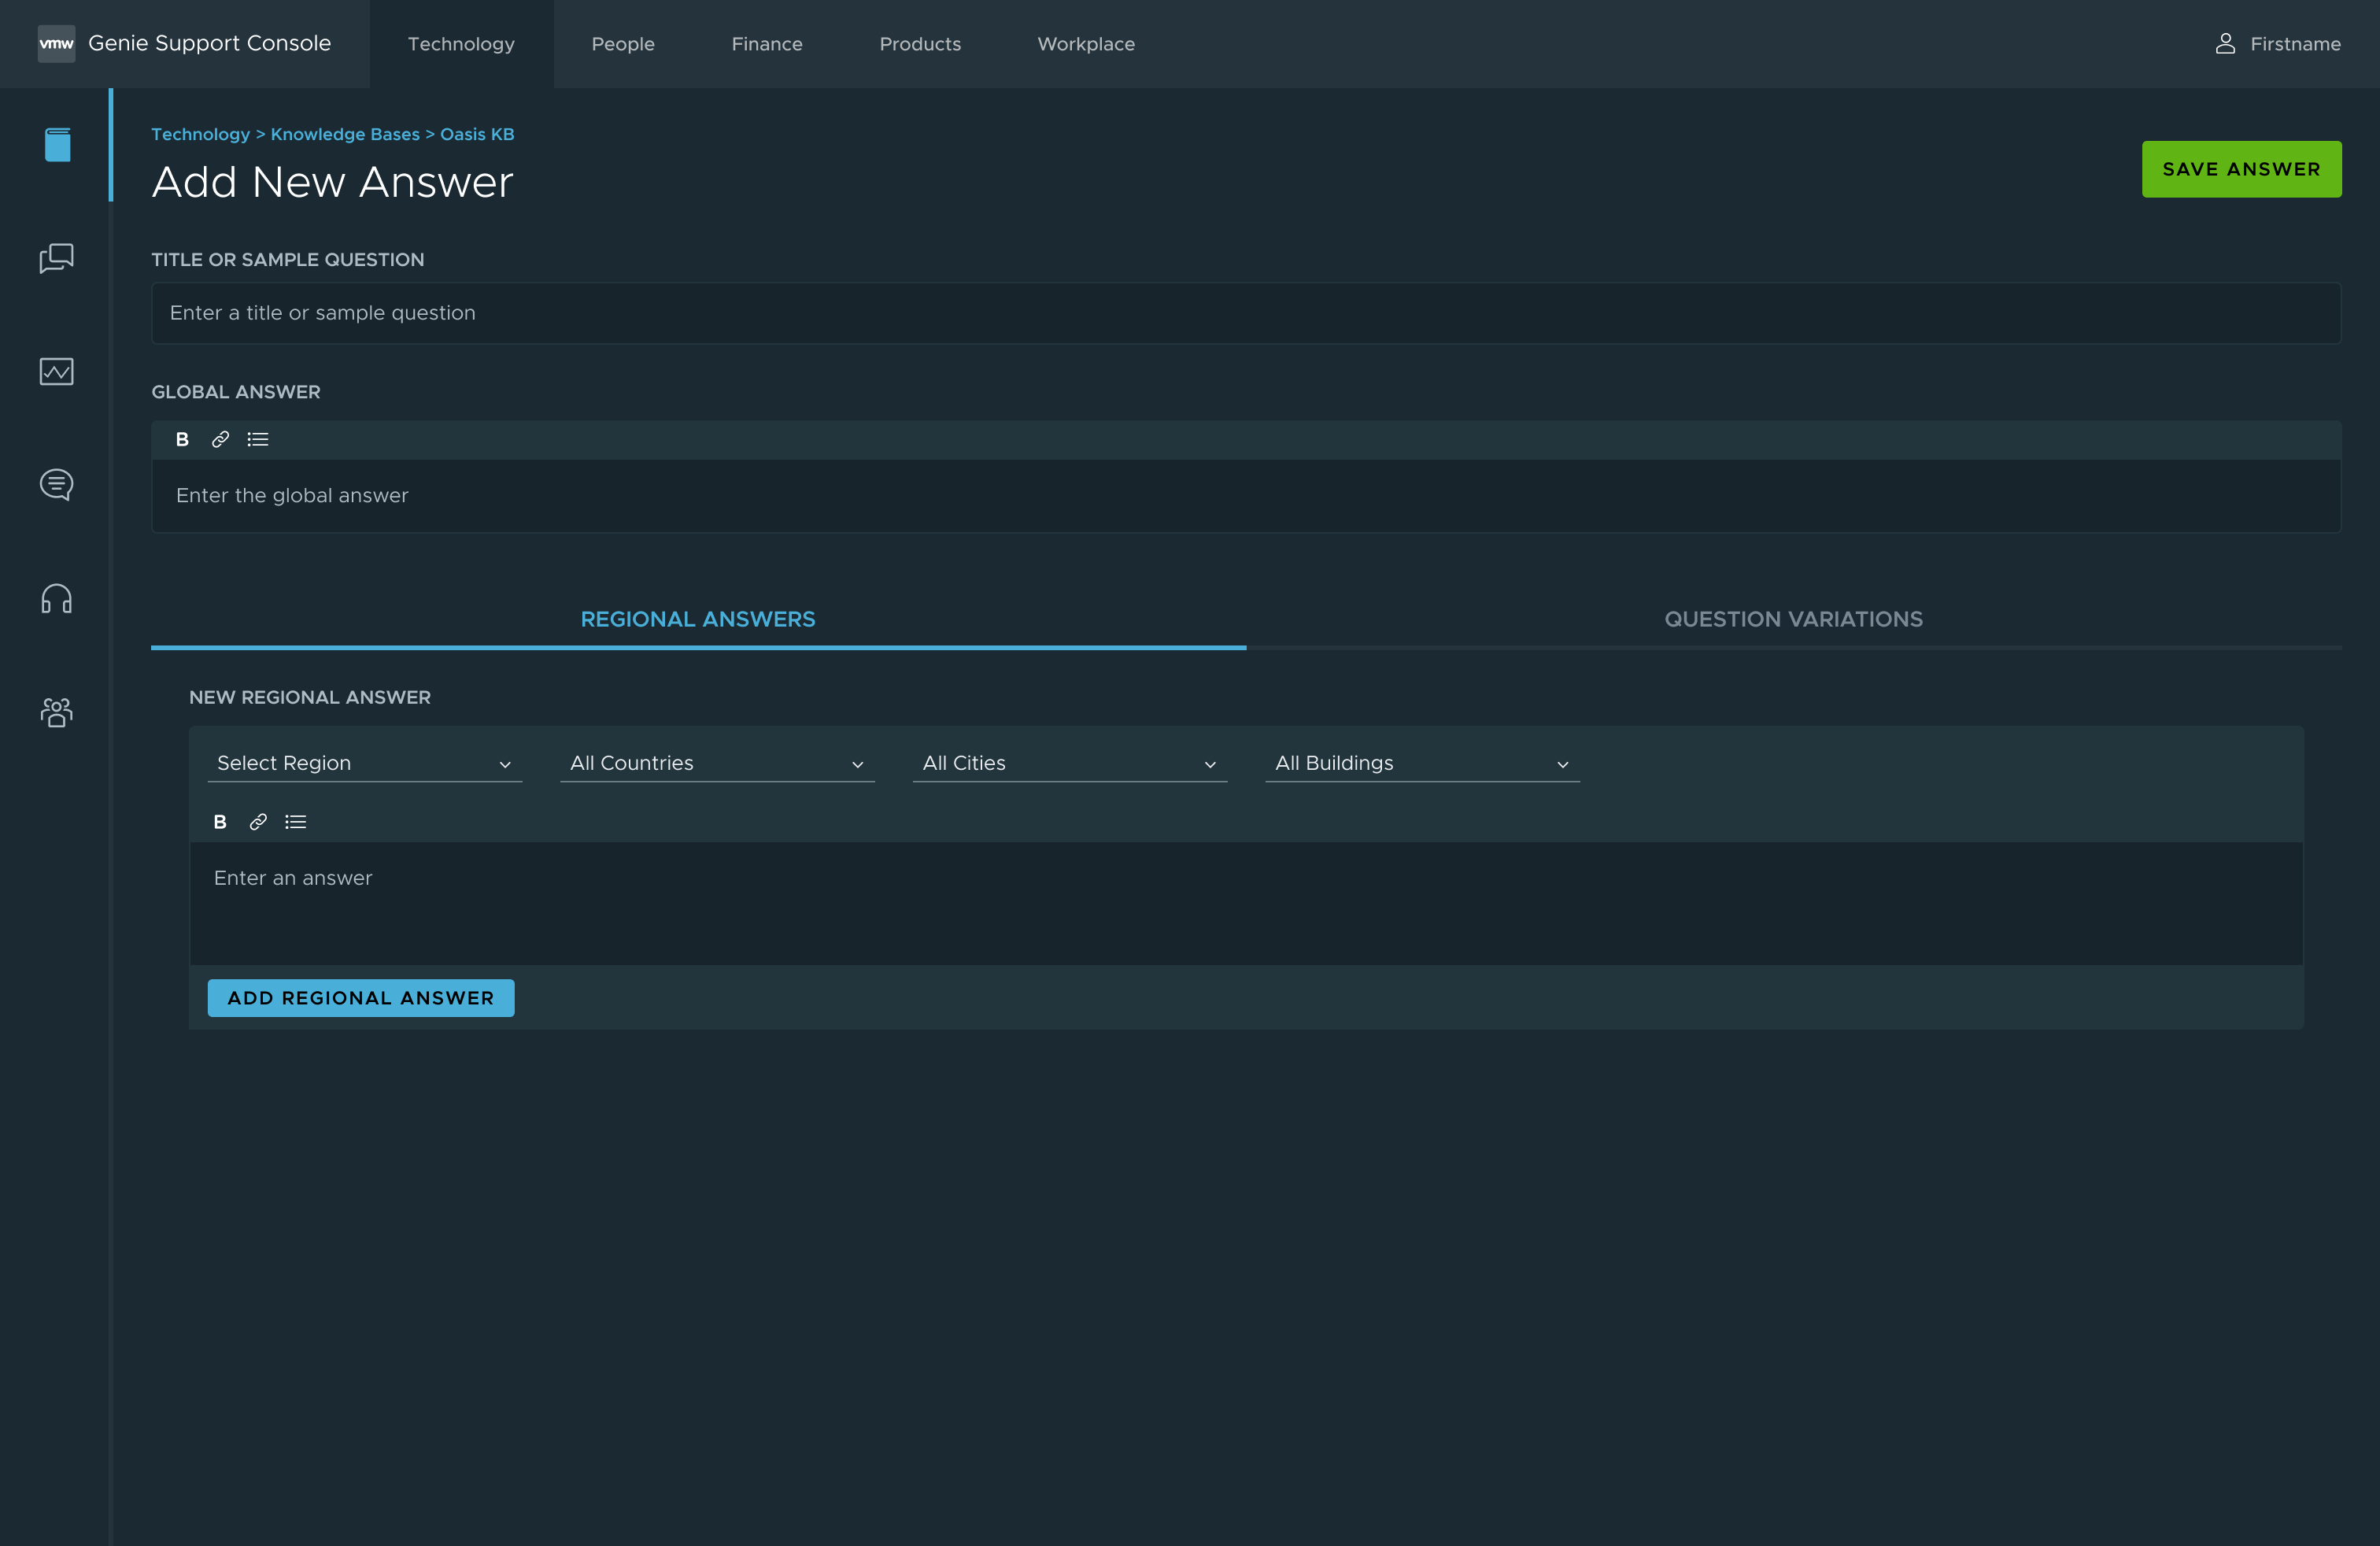 vmw Genie Support Console Technology People Finance Products Workplace Firstname
Technology > Knowledge Bases > Oasis KB
Add New Answer
SAVE ANSWER
TITLE OR SAMPLE QUESTION
Enter a title or sample question
GLOBAL ANSWER
B
Enter the global answer
REGIONAL ANSWERS QUESTION VARIATIONS
NEW REGIONAL ANSWER
Select Region All Countries All Cities All Buildings
B
Enter an answer
ADD REGIONAL ANSWER